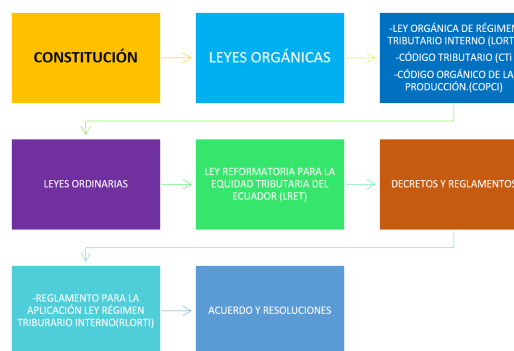 CONSTITUCIÓN
LEYES ORGÁNICAS
-LEY ORGÁNICA DE RÉGIMEN
TRIBUTARIO INTERNO (LORTI
-CÓDIGO TRIBUTARIO (CTi
-CÓDIGO ORGÁNICO DE LA
PRODUCCIÓN.(COPCI)
LEYES ORDINARIAS
LEY REFORMATORIA PARA LA
EQUIDAD TRIBUTARIA DEL
ECUADOR (LRET)
DECRETOS Y REGLAMENTOS
-REGLAMENTO PARA LA
APLICACIÓN LEY RÉGIMEN
TRIBURARIO INTERNO(RLORTI)
ACUERDO Y RESOLUCIONES